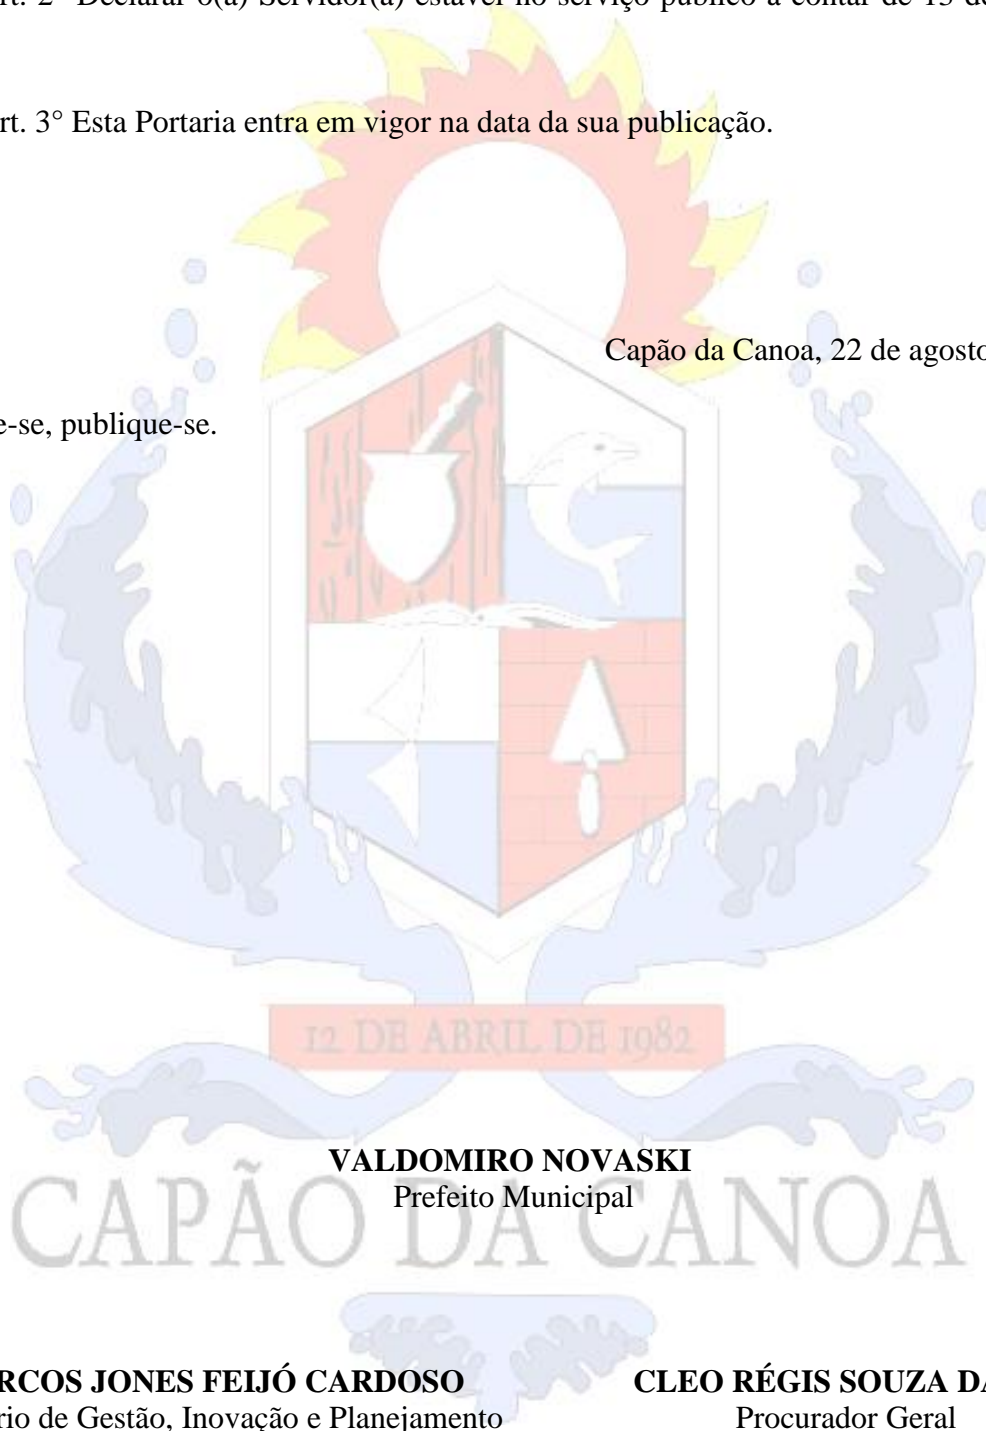 rt. 2° Declarar o(a) Servidor(a) estável no serviço público a contar de 13 de
rt. 3° Esta Portaria entra em vigor na data da sua publicação.
Capão da Canoa, 22 de agosto
e-se, publique-se.
12 DE ABRIL DE 1982
VALDOMIRO NOVASKI
Prefeito Municipal
CAPÃO DA CANOA
RCOS JONES FEIJÓ CARDOSO CLEO RÉGIS SOUZA DA
rio de Gestão, Inovação e Planejamento Procurador Geral